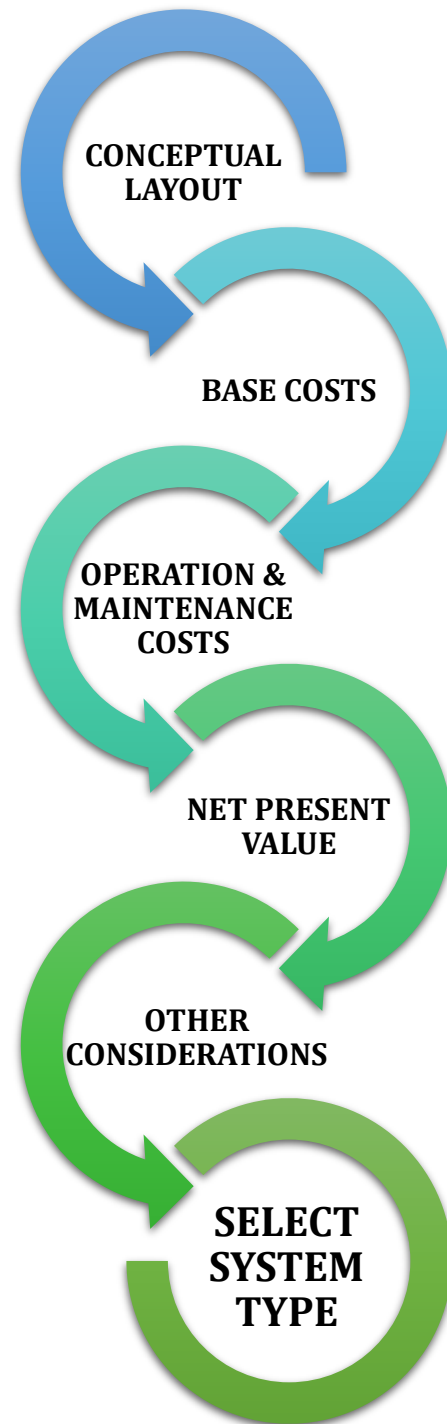 CONCEPTUAL
LAYOUT
BASE COSTS
OPERATION &
MAINTENANCE
COSTS
NET PRESENT
VALUE
OTHER
CONSIDERATIONS
SELECT
SYSTEM
TYPE